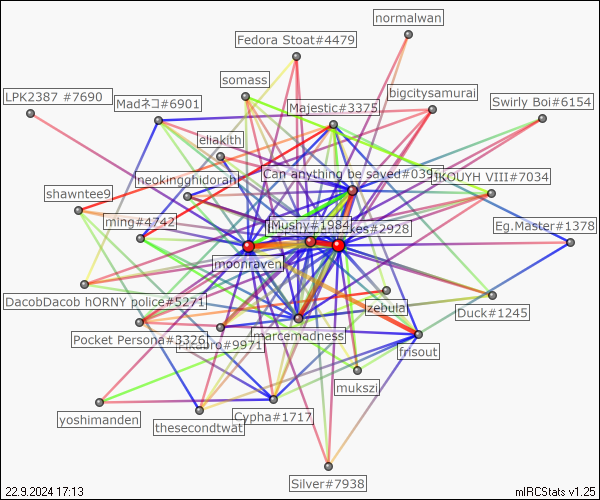 normalwan
Fedora Stoat#4479
somass
bigcitysamurai
LPK2387 #7690
Madネコ#6901
Majestic#3375
Swirly Boi#6154
eliakith
Can anything be saved#039
JKOUYH VIII#7034
neokingghidorah
shawntee9
ming#4742
Mushy#1984
kes#2928
Eg.Master#1378
moonraven
DacobDacob hORNY police#5271
zebula
Duck#1245
Pocket Persona#3326
#9971
marcemadness
frisout
mukszi
yoshimanden
thesecondtwat
Cypha#1717
Silver#7938
22.9.2024 17:13
mIRCStats v1.25